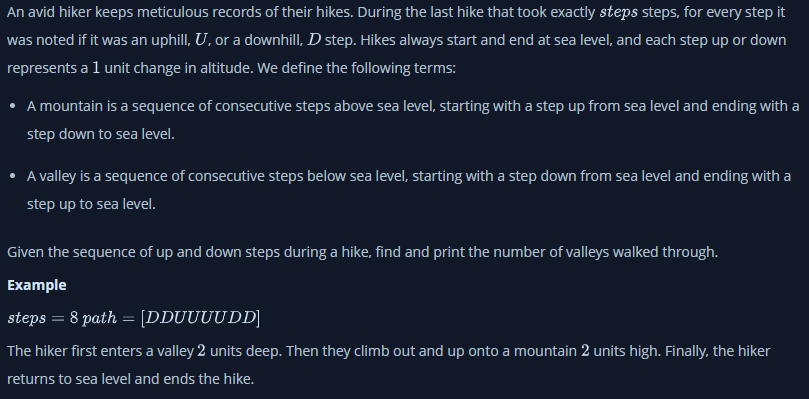 An avid hiker keeps meticulous records of their hikes. During the last hike that took exactly steps steps, for every step it
was noted if it was an uphill, U, or a downhill, D step. Hikes always start and end at sea level, and each step up or down
represents a 1 unit change in altitude. We define the following terms:
• A mountain is a sequence of consecutive steps above sea level, starting with a step up from sea level and ending with a
step down to sea level.
• A valley is a sequence of consecutive steps below sea level, starting with a step down from sea level and ending with a
step up to sea level.
Given the sequence of up and down steps during a hike, find and print the number of valleys walked through.
Example
steps = 8 path = [DDUUUUDD]
The hiker first enters a valley 2 units deep. Then they climb out and up onto a mountain 2 units high. Finally, the hiker
returns to sea level and ends the hike.